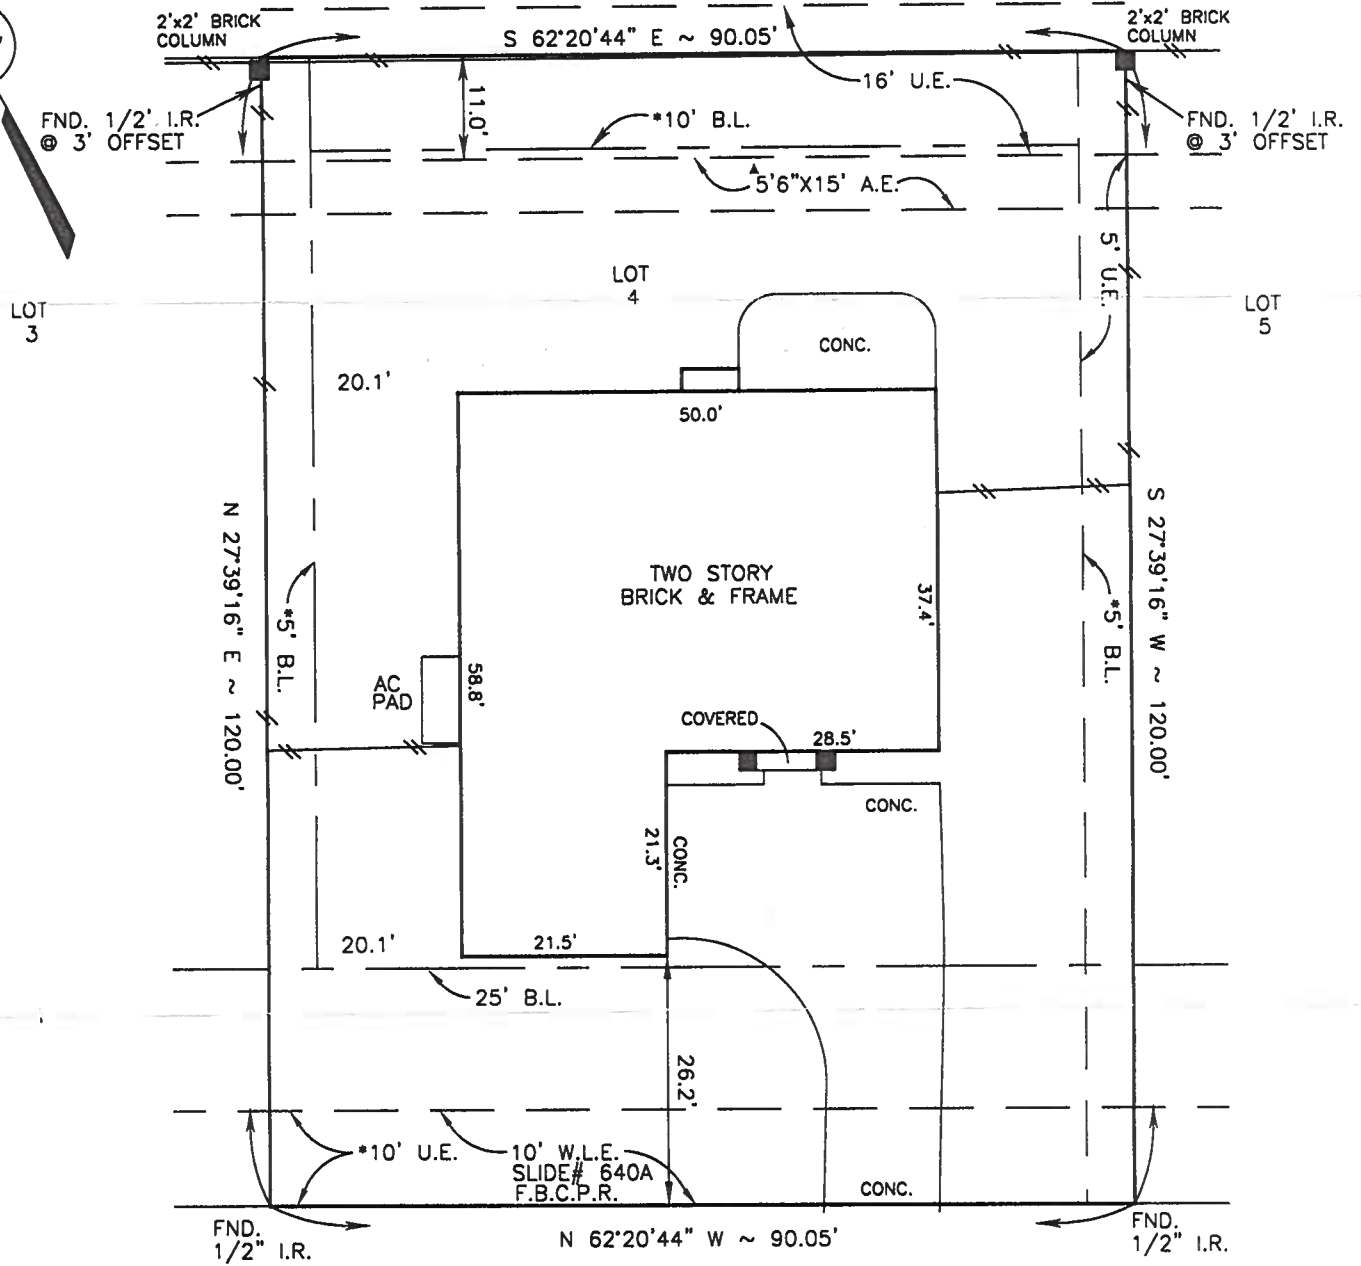 2'x2' BRICK
COLUMN
S 62°20'44" E ~ 90.05'
2'x2' BRICK
COLUMN
16' U.E.
FND. 1/2' I.R.
@ 3' OFFSET
11.0'
*10' B.L.
FND. 1/2' I.R.
@ 3' OFFSET
5'6"X15' A.E.
5' U.E.
LOT
3
LOT
4
LOT
5
CONC.
20.1'
50.0'
N 27°39'16" E ~ 120.00'
*5' B.L.
TWO STORY
BRICK & FRAME
37.4'
*5' B.L.
S 27°39'16" W ~ 120.00'
AC
PAD
58.8'
COVERED
28.5'
CONC.
21.3'
CONC.
20.1'
21.5'
25' B.L.
26.2'
*10' U.E.
10' W.L.E.
SLIDE# 640A
F.B.C.P.R.
CONC.
FND.
1/2" I.R.
N 62°20'44" W ~ 90.05'
FND.
1/2" I.R.